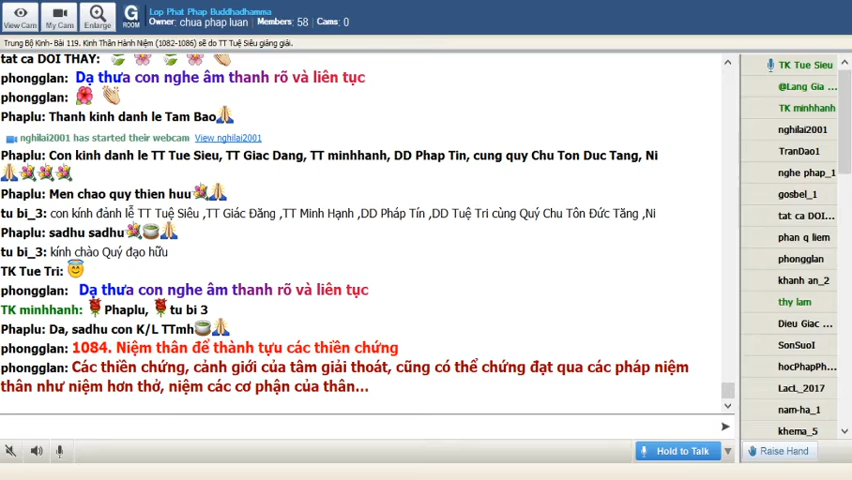 View Cam
My Cam
Enlarge
G
ROOM
Lop Phat Phap Buddhadhamma
Owner: chua phap luan Members: 58 Cams: 0
Trung Bộ Kinh- Bài 119. Kinh Thân Hành Niệm (1082-1086) sẽ do TT Tuệ Siêu giảng giải.
tat ca DOI THAY:
phongglan: Dạ thưa con nghe âm thanh rõ và liên tục
phongglan:
Phaplu: Thanh kinh danh le Tam Bao
nghilai2001 has started their webcam View nghilai2001
Phaplu: Con kinh danh le TT Tue Sieu, TT Giac Dang, TT minhhanh, DD Phap Tin, cung quy Chu Ton Duc Tang, Ni
Phaplu: Men chao quy thien huu
tu bi_3: con kính đảnh lễ TT Tuệ Siêu ,TT Giác Đăng ,TT Minh Hạnh ,DD Pháp Tín ,DD Tuệ Tri cùng Quý Chu Tôn Đức Tăng ,Ni
Phaplu: sadhu sadhu
tu bi_3: kính chào Quý đạo hữu
TK Tue Tri:
phongglan: Dạ thưa con nghe âm thanh rõ và liên tục
TK minhhanh: Phaplu, tu bi 3
Phaplu: Da, sadhu con K/L TTmh
phongglan: 1084. Niệm thân để thành tựu các thiền chứng
phongglan: Các thiền chứng, cảnh giới của tâm giải thoát, cũng có thể chứng đạt qua các pháp niệm
thân như niệm hơn thở, niệm các cơ phận của thân...
Hold to Talk
TK Tue Sieu
@Lang Gia ...
TK minhhanh
nghilai2001
TranDao1
nghe phap_1
gosbel_1
tat ca DOI...
phan q liem
phongglan
khanh an_2
thy lam
Dieu Giac ...
SonSuoI
hocPhapPh...
LacL_2017
nam-ha_1
khema_5
Raise Hand